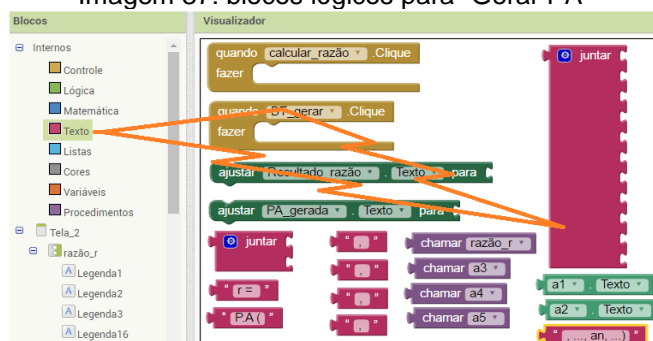 Imagem 37: blocos lógicos para "Gerar PA"
Blocos
Visualizador
Internos
Controle
Lógica
Matemática
Texto
Listas
Cores
Variáveis
Procedimentos
Tela_2
razão_r
Legenda1
Legenda2
Legenda3
Legenda16
quando calcular_razão .Clique
fazer
quando BT_gerar .Clique
fazer
ajustar Resultado_razão . Texto para
ajustar PA_gerada . Texto para
juntar
" r = "
" P.A ( "
" , "
" , "
" , "
" , "
chamar razão_r
chamar a3
chamar a4
chamar a5
juntar
a1 . Texto
a2 . Texto
" , ..., an, ...) "